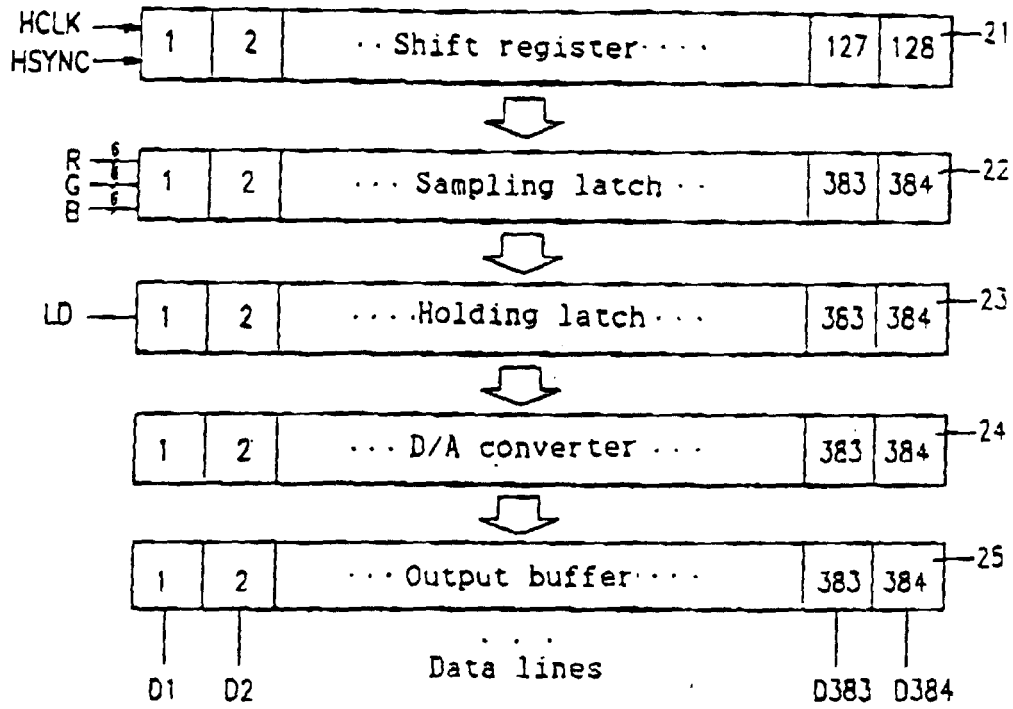 HCLK
HSYNC
1 2 ·· Shift register ···· 127 128 21
R 6
G 6
B 6
1 2 ··· Sampling latch ·· 383 384 22
LD 1 2 ···· Holding latch ··· 383 384 23
1 2 ··· D/A converter ··· 383 384 24
1 2 ··· Output buffer ···· 383 384 25
. . .
Data lines
D1 D2 D383 D384